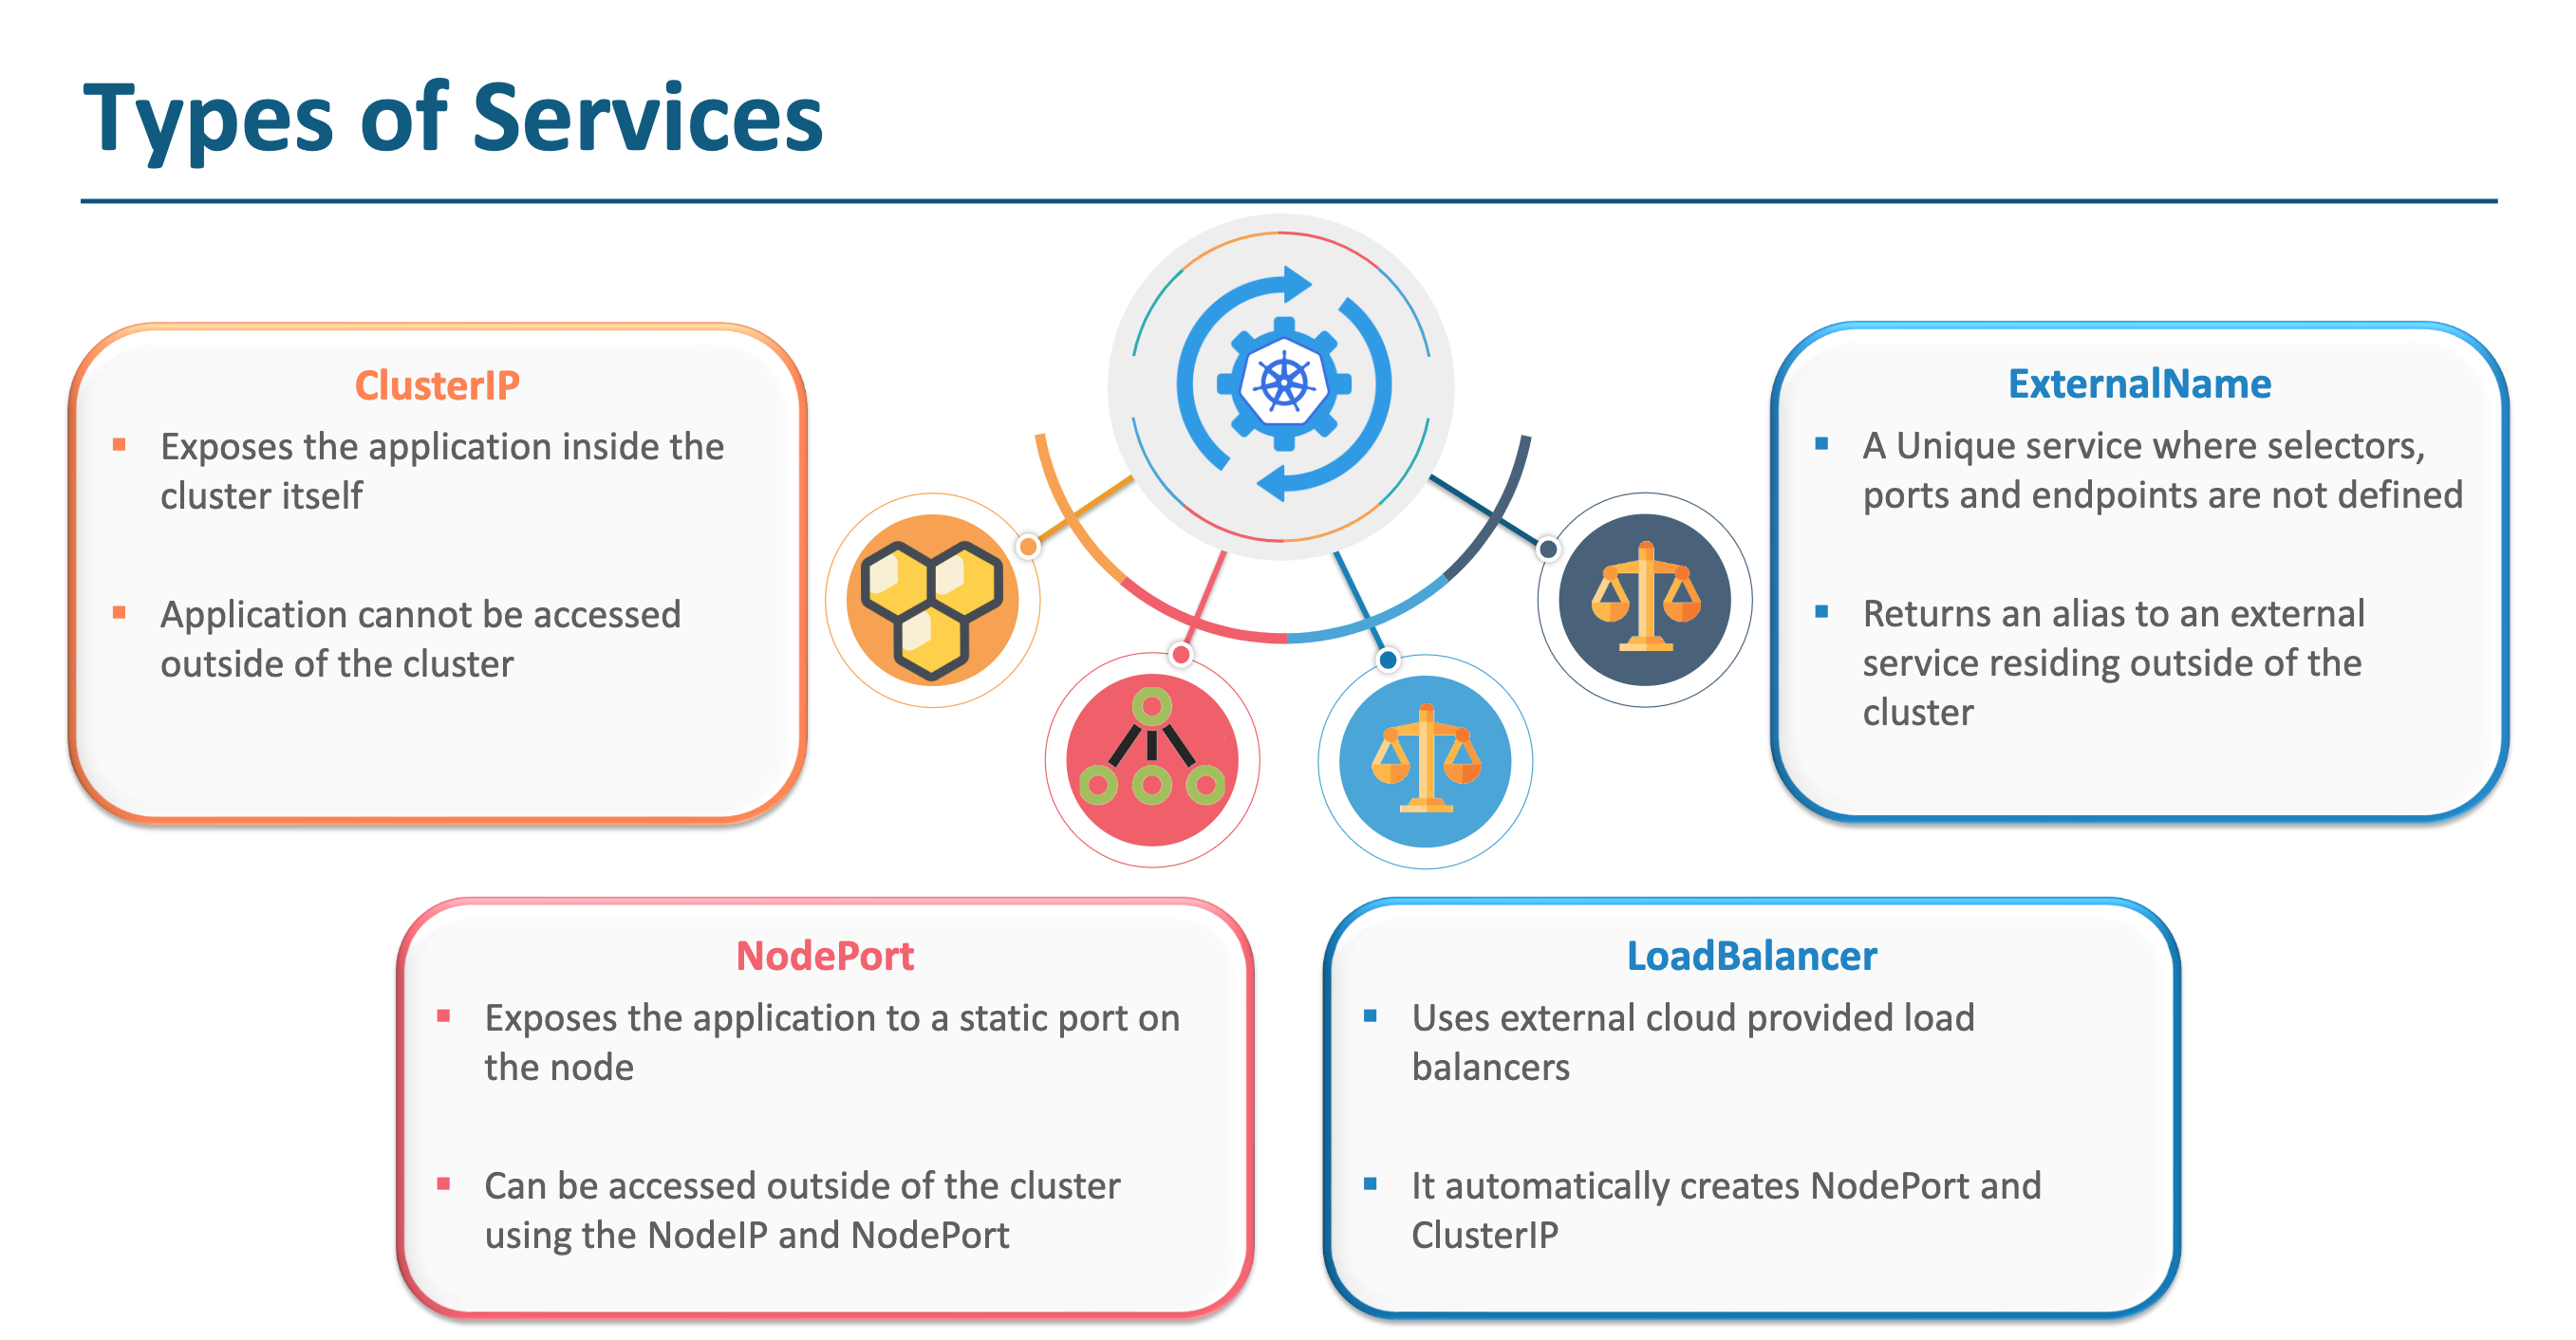 Types of Services
ClusterIP
▪ Exposes the application inside the
cluster itself
▪ Application cannot be accessed
outside of the cluster
ExternalName
▪ A Unique service where selectors,
ports and endpoints are not defined
▪ Returns an alias to an external
service residing outside of the
cluster
NodePort
▪ Exposes the application to a static port on
the node
▪ Can be accessed outside of the cluster
using the NodeIP and NodePort
LoadBalancer
▪ Uses external cloud provided load
balancers
▪ It automatically creates NodePort and
ClusterIP